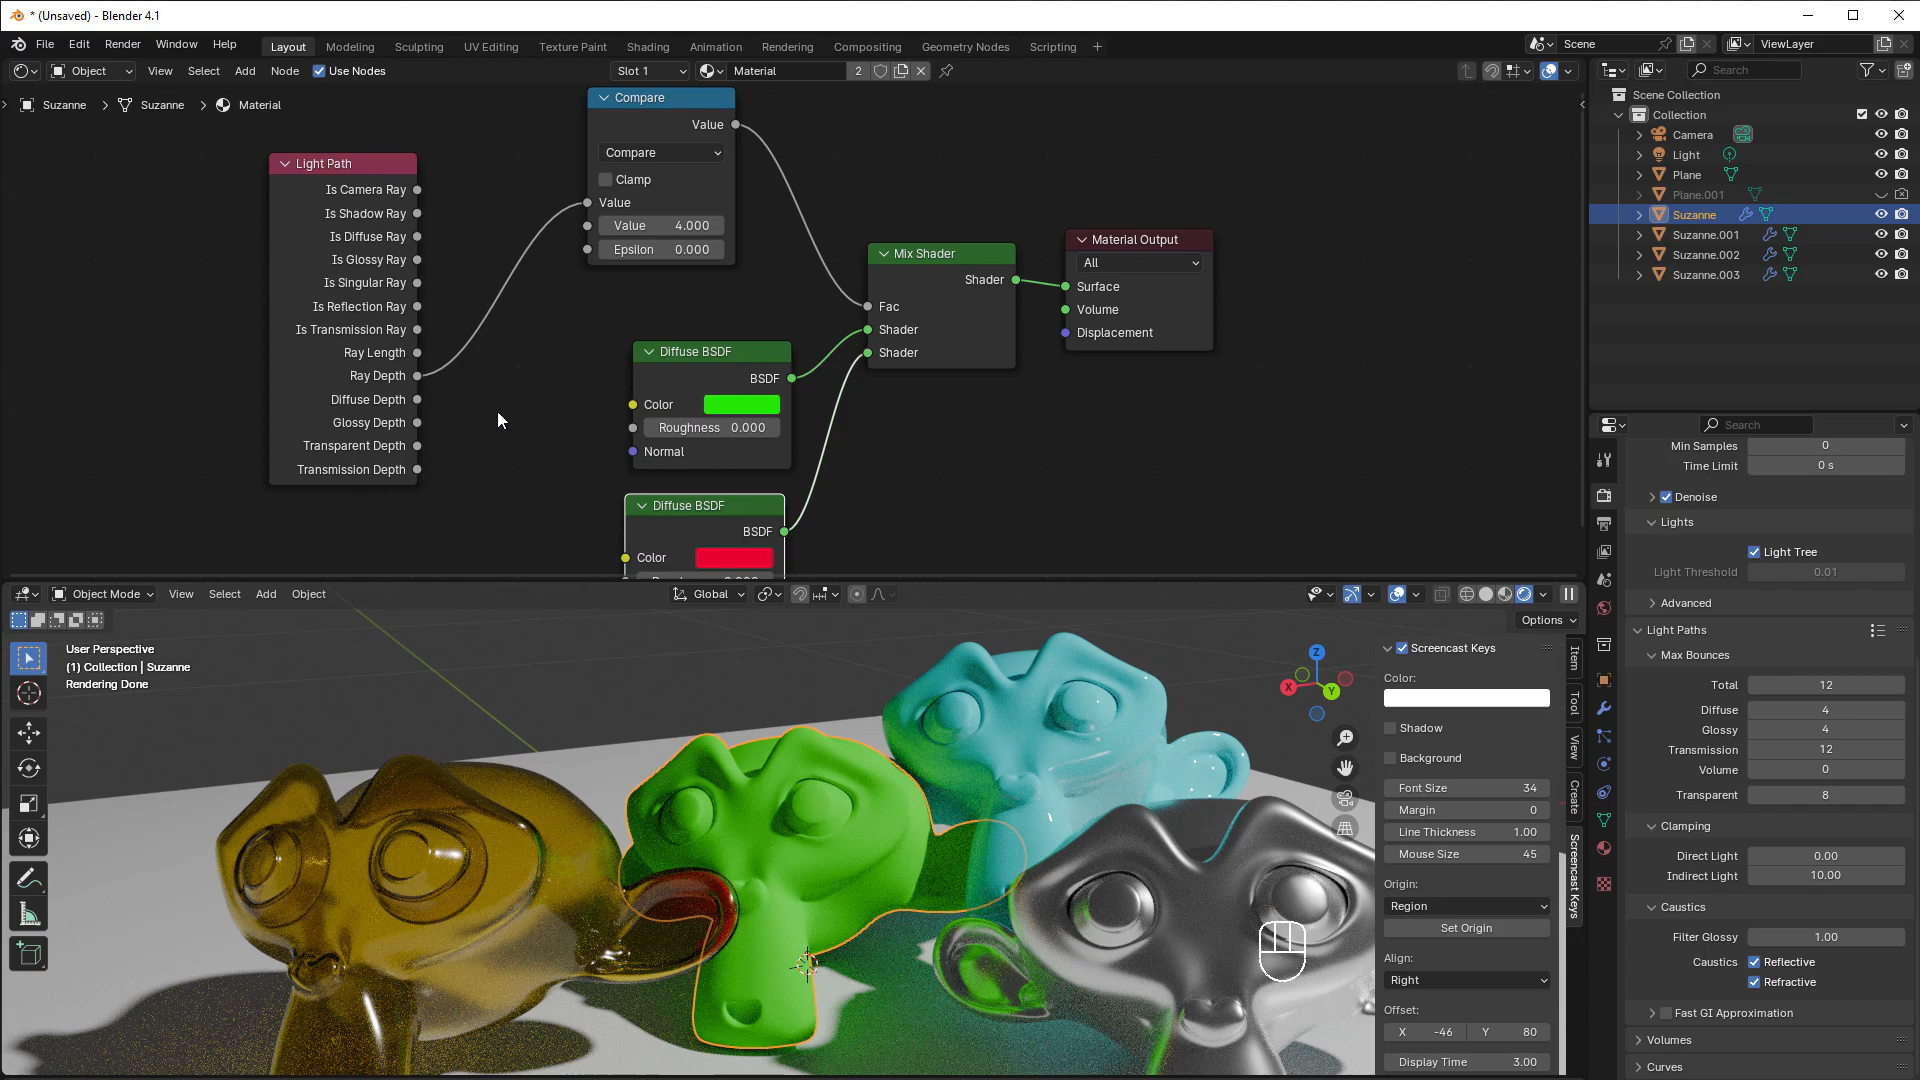 * (Unsaved) - Blender 4.1
File Edit Render Window Help Layout Modeling Sculpting UV Editing Texture Paint Shading Animation Rendering Compositing Geometry Nodes Scripting + Scene ViewLayer
Object View Select Add Node Use Nodes Slot 1 Material 2 Search
Suzanne > Suzanne > Material
Compare
Value
Compare
Clamp
Value
Value 4.000
Epsilon 0.000
Light Path
Is Camera Ray
Is Shadow Ray
Is Diffuse Ray
Is Glossy Ray
Is Singular Ray
Is Reflection Ray
Is Transmission Ray
Ray Length
Ray Depth
Diffuse Depth
Glossy Depth
Transparent Depth
Transmission Depth
Diffuse BSDF
BSDF
Color
Roughness 0.000
Normal
Diffuse BSDF
BSDF
Color
Mix Shader
Shader
Fac
Shader
Shader
Material Output
All
Surface
Volume
Displacement
Scene Collection
Collection
Camera
Light
Plane
Plane.001
Suzanne
Suzanne.001
Suzanne.002
Suzanne.003
Search
Min Samples 0
Time Limit 0 s
Denoise
Lights
Light Tree
Light Threshold 0.01
Advanced
Light Paths
Max Bounces
Total 12
Diffuse 4
Glossy 4
Transmission 12
Volume 0
Transparent 8
Clamping
Direct Light 0.00
Indirect Light 10.00
Caustics
Filter Glossy 1.00
Caustics Reflective
Refractive
Fast GI Approximation
Volumes
Curves
Object Mode View Select Add Object Global
Options
User Perspective
(1) Collection | Suzanne
Rendering Done
Z
X
Y
Screencast Keys
Color:
Shadow
Background
Font Size 34
Margin 0
Line Thickness 1.00
Mouse Size 45
Origin:
Region
Set Origin
Align:
Right
Offset:
X -46 Y 80
Display Time 3.00
Item
Tool
View
Create
Screencast Keys